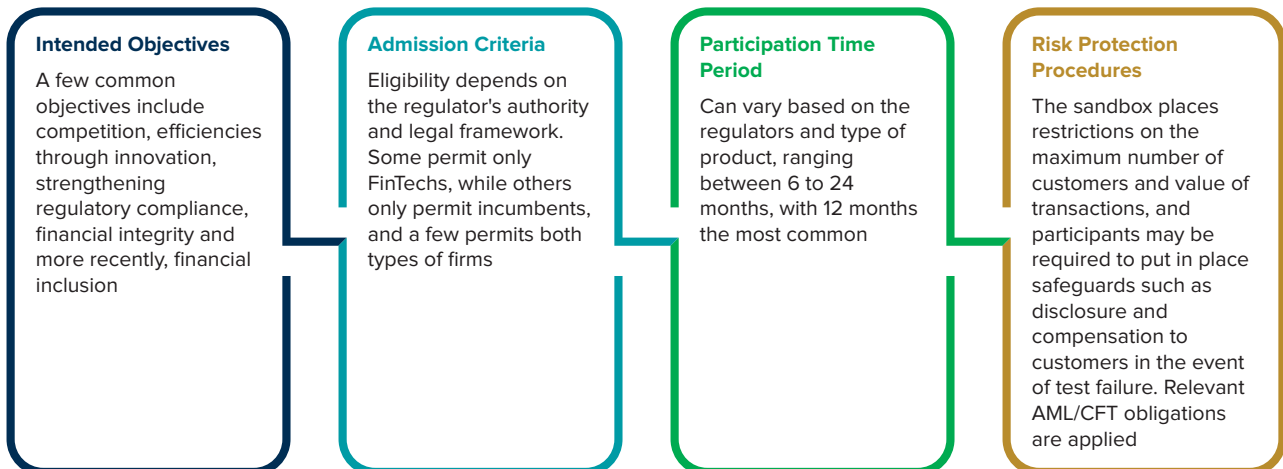 Intended Objectives
A few common
objectives include
competition, efficiencies
through innovation,
strengthening
regulatory compliance,
financial integrity and
more recently, financial
inclusion
Admission Criteria
Eligibility depends on
the regulator's authority
and legal framework.
Some permit only
FinTechs, while others
only permit incumbents,
and a few permits both
types of firms
Participation Time
Period
Can vary based on the
regulators and type of
product, ranging
between 6 to 24
months, with 12 months
the most common
Risk Protection
Procedures
The sandbox places
restrictions on the
maximum number of
customers and value of
transactions, and
participants may be
required to put in place
safeguards such as
disclosure and
compensation to
customers in the event
of test failure. Relevant
AML/CFT obligations
are applied